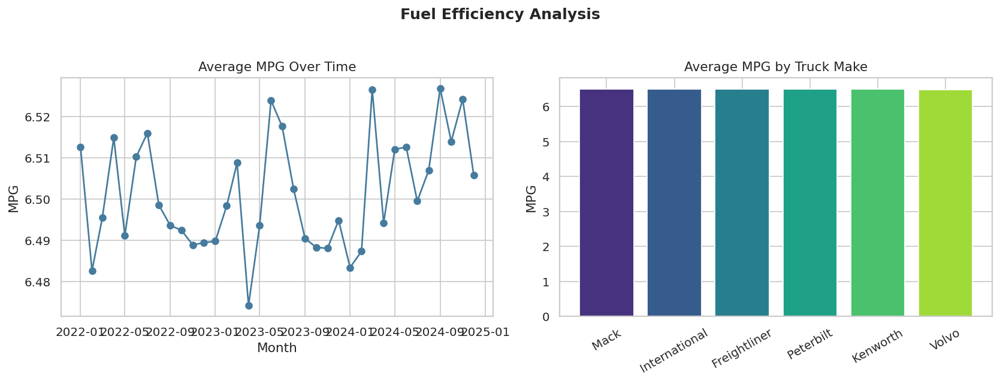 Fuel Efficiency Analysis
Average MPG Over Time
MPG
6.52
6.51
6.50
6.49
6.48
2022-01
2022-05
2022-09
2023-01
2023-05
2023-09
2024-01
2024-05
2024-09
2025-01
Month
Average MPG by Truck Make
MPG
6
5
4
3
2
1
0
Mack
International
Freightliner
Peterbilt
Kenworth
Volvo